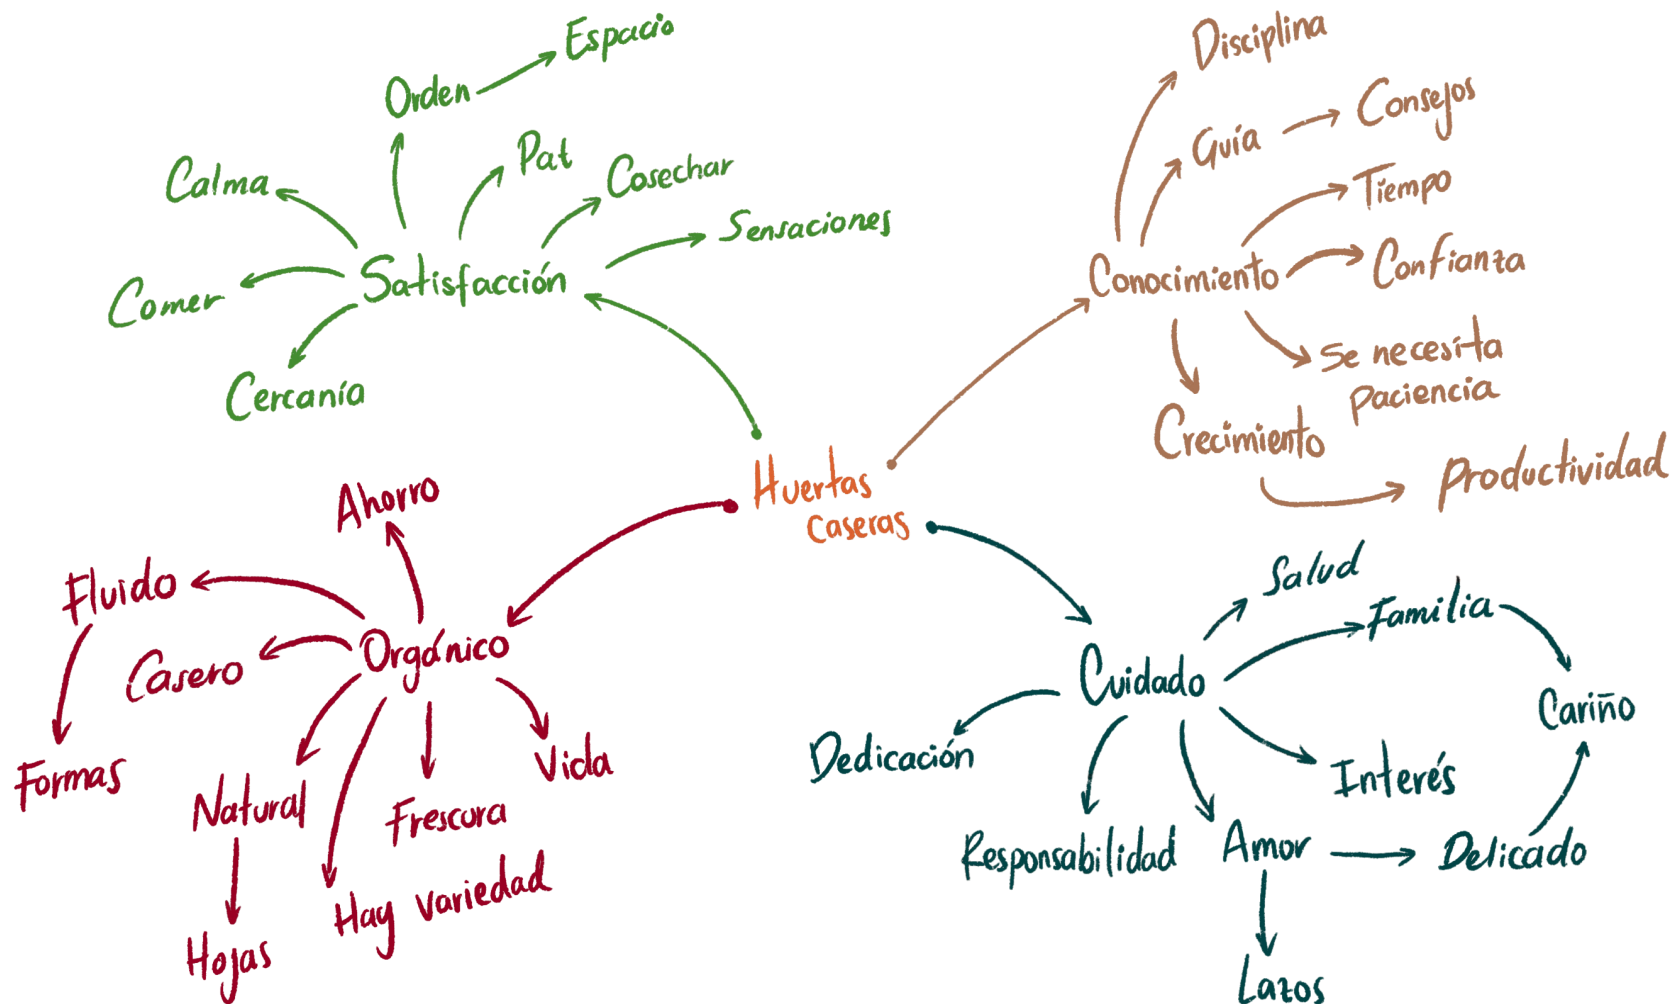 Huertas
caseras
Satisfacción
Orden
Espacio
Pat
Cosechar
Sensaciones
Calma
Comer
Cercanía
Conocimiento
Disciplina
Guía
Consejos
Tiempo
Confianza
Se necesita
paciencia
Crecimiento
Productividad
Orgánico
Ahorro
Fluido
Formas
Casero
Natural
Hojas
Hay variedad
Frescura
Vida
Cuidado
Salud
Familia
Cariño
Interés
Amor
Delicado
Lazos
Responsabilidad
Dedicación